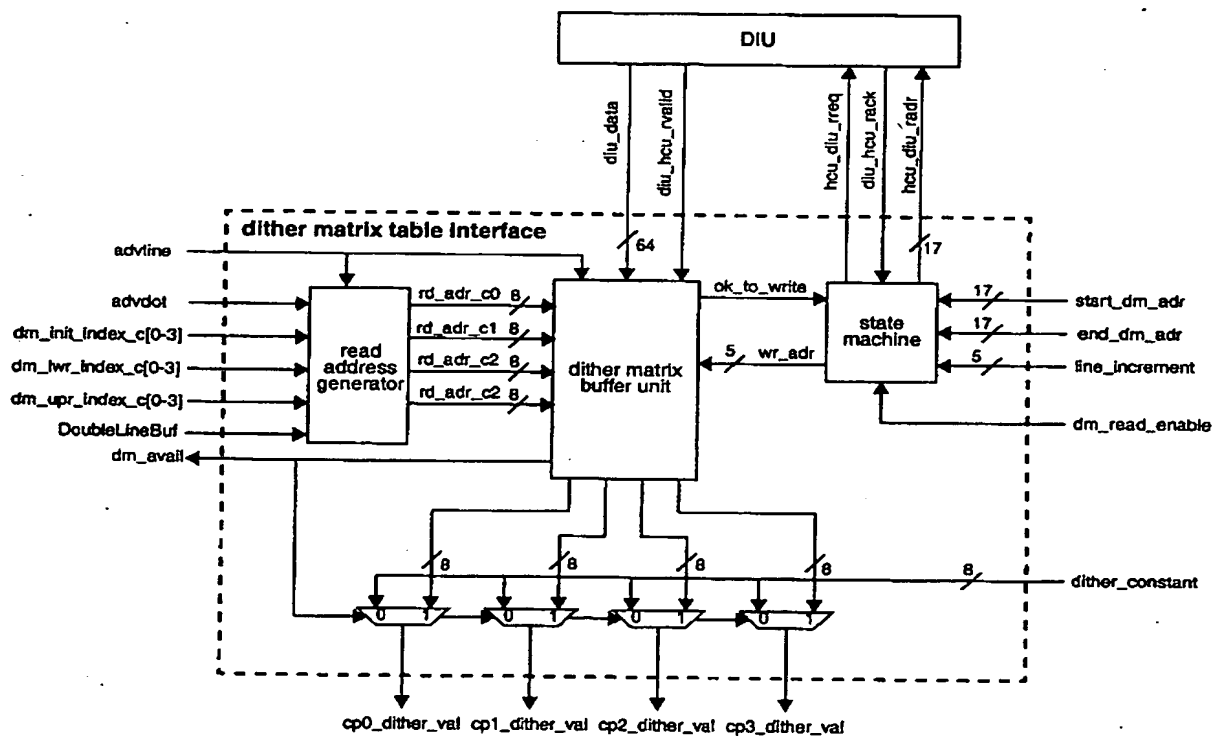 DIU
diu_data
diu_hcu_rvalid
hcu_diu_rreq
diu_hcu_rack
hcu_diu_radr
64
17
dither matrix table interface
advline
advdot
dm_init_index_c[0-3]
dm_lwr_index_c[0-3]
dm_upr_index_c[0-3]
DoubleLineBuf
dm_avail
read
address
generator
rd_adr_c0 8
rd_adr_c1 8
rd_adr_c2 8
rd_adr_c2 8
dither matrix
buffer unit
ok_to_write
5 wr_adr
state
machine
17 start_dm_adr
17 end_dm_adr
5 line_increment
dm_read_enable
8 8 8 8
8 dither_constant
0 1 0 1 0 1 0 1
cp0_dither_val cp1_dither_val cp2_dither_val cp3_dither_val